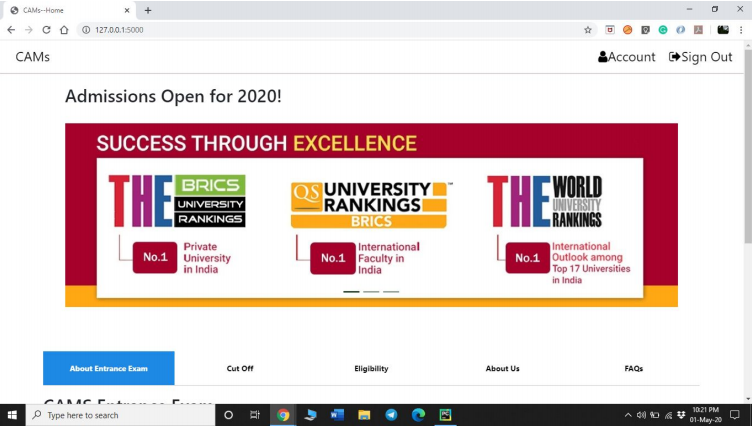 CAMs--Home
127.0.0.1:5000
CAMs
Account Sign Out
Admissions Open for 2020!
SUCCESS THROUGH EXCELLENCE
THE BRICS UNIVERSITY RANKINGS
No.1 Private University in India
QS UNIVERSITY RANKINGS BRICS
No.1 International Faculty in India
THE WORLD UNIVERSITY RANKINGS
No.1 International Outlook among Top 17 Universities in India
About Entrance Exam Cut Off Eligibility About Us FAQs
CAMS Entrance Exam
Type here to search
10:21 PM
01-May-20